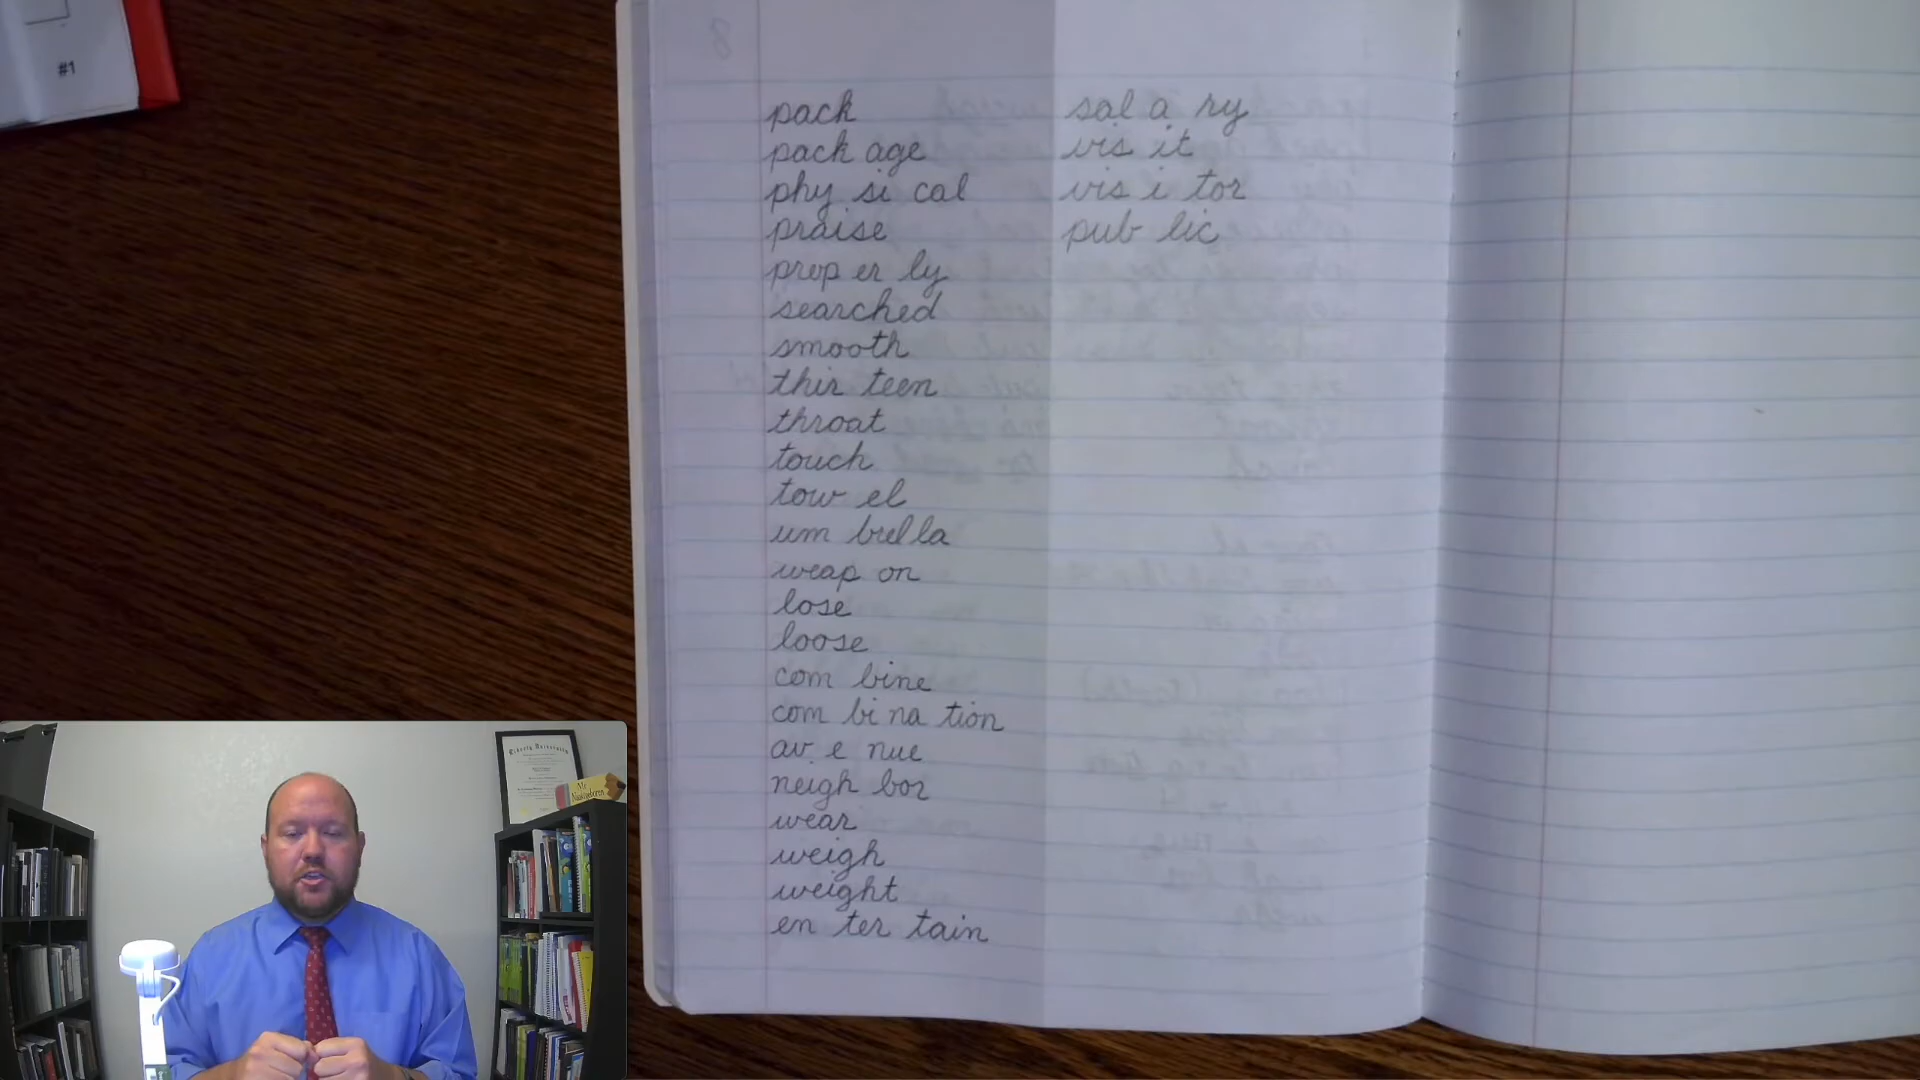 #1
8
pack
pack age
phy si cal
praise
prop er ly
searched
smooth
thir teen
throat
touch
tow el
um brel la
weap on
lose
loose
com bine
com bi na tion
av e nue
neigh bor
wear
weigh
weight
en ter tain
sal a ry
vis it
vis i tor
pub lic
Mr